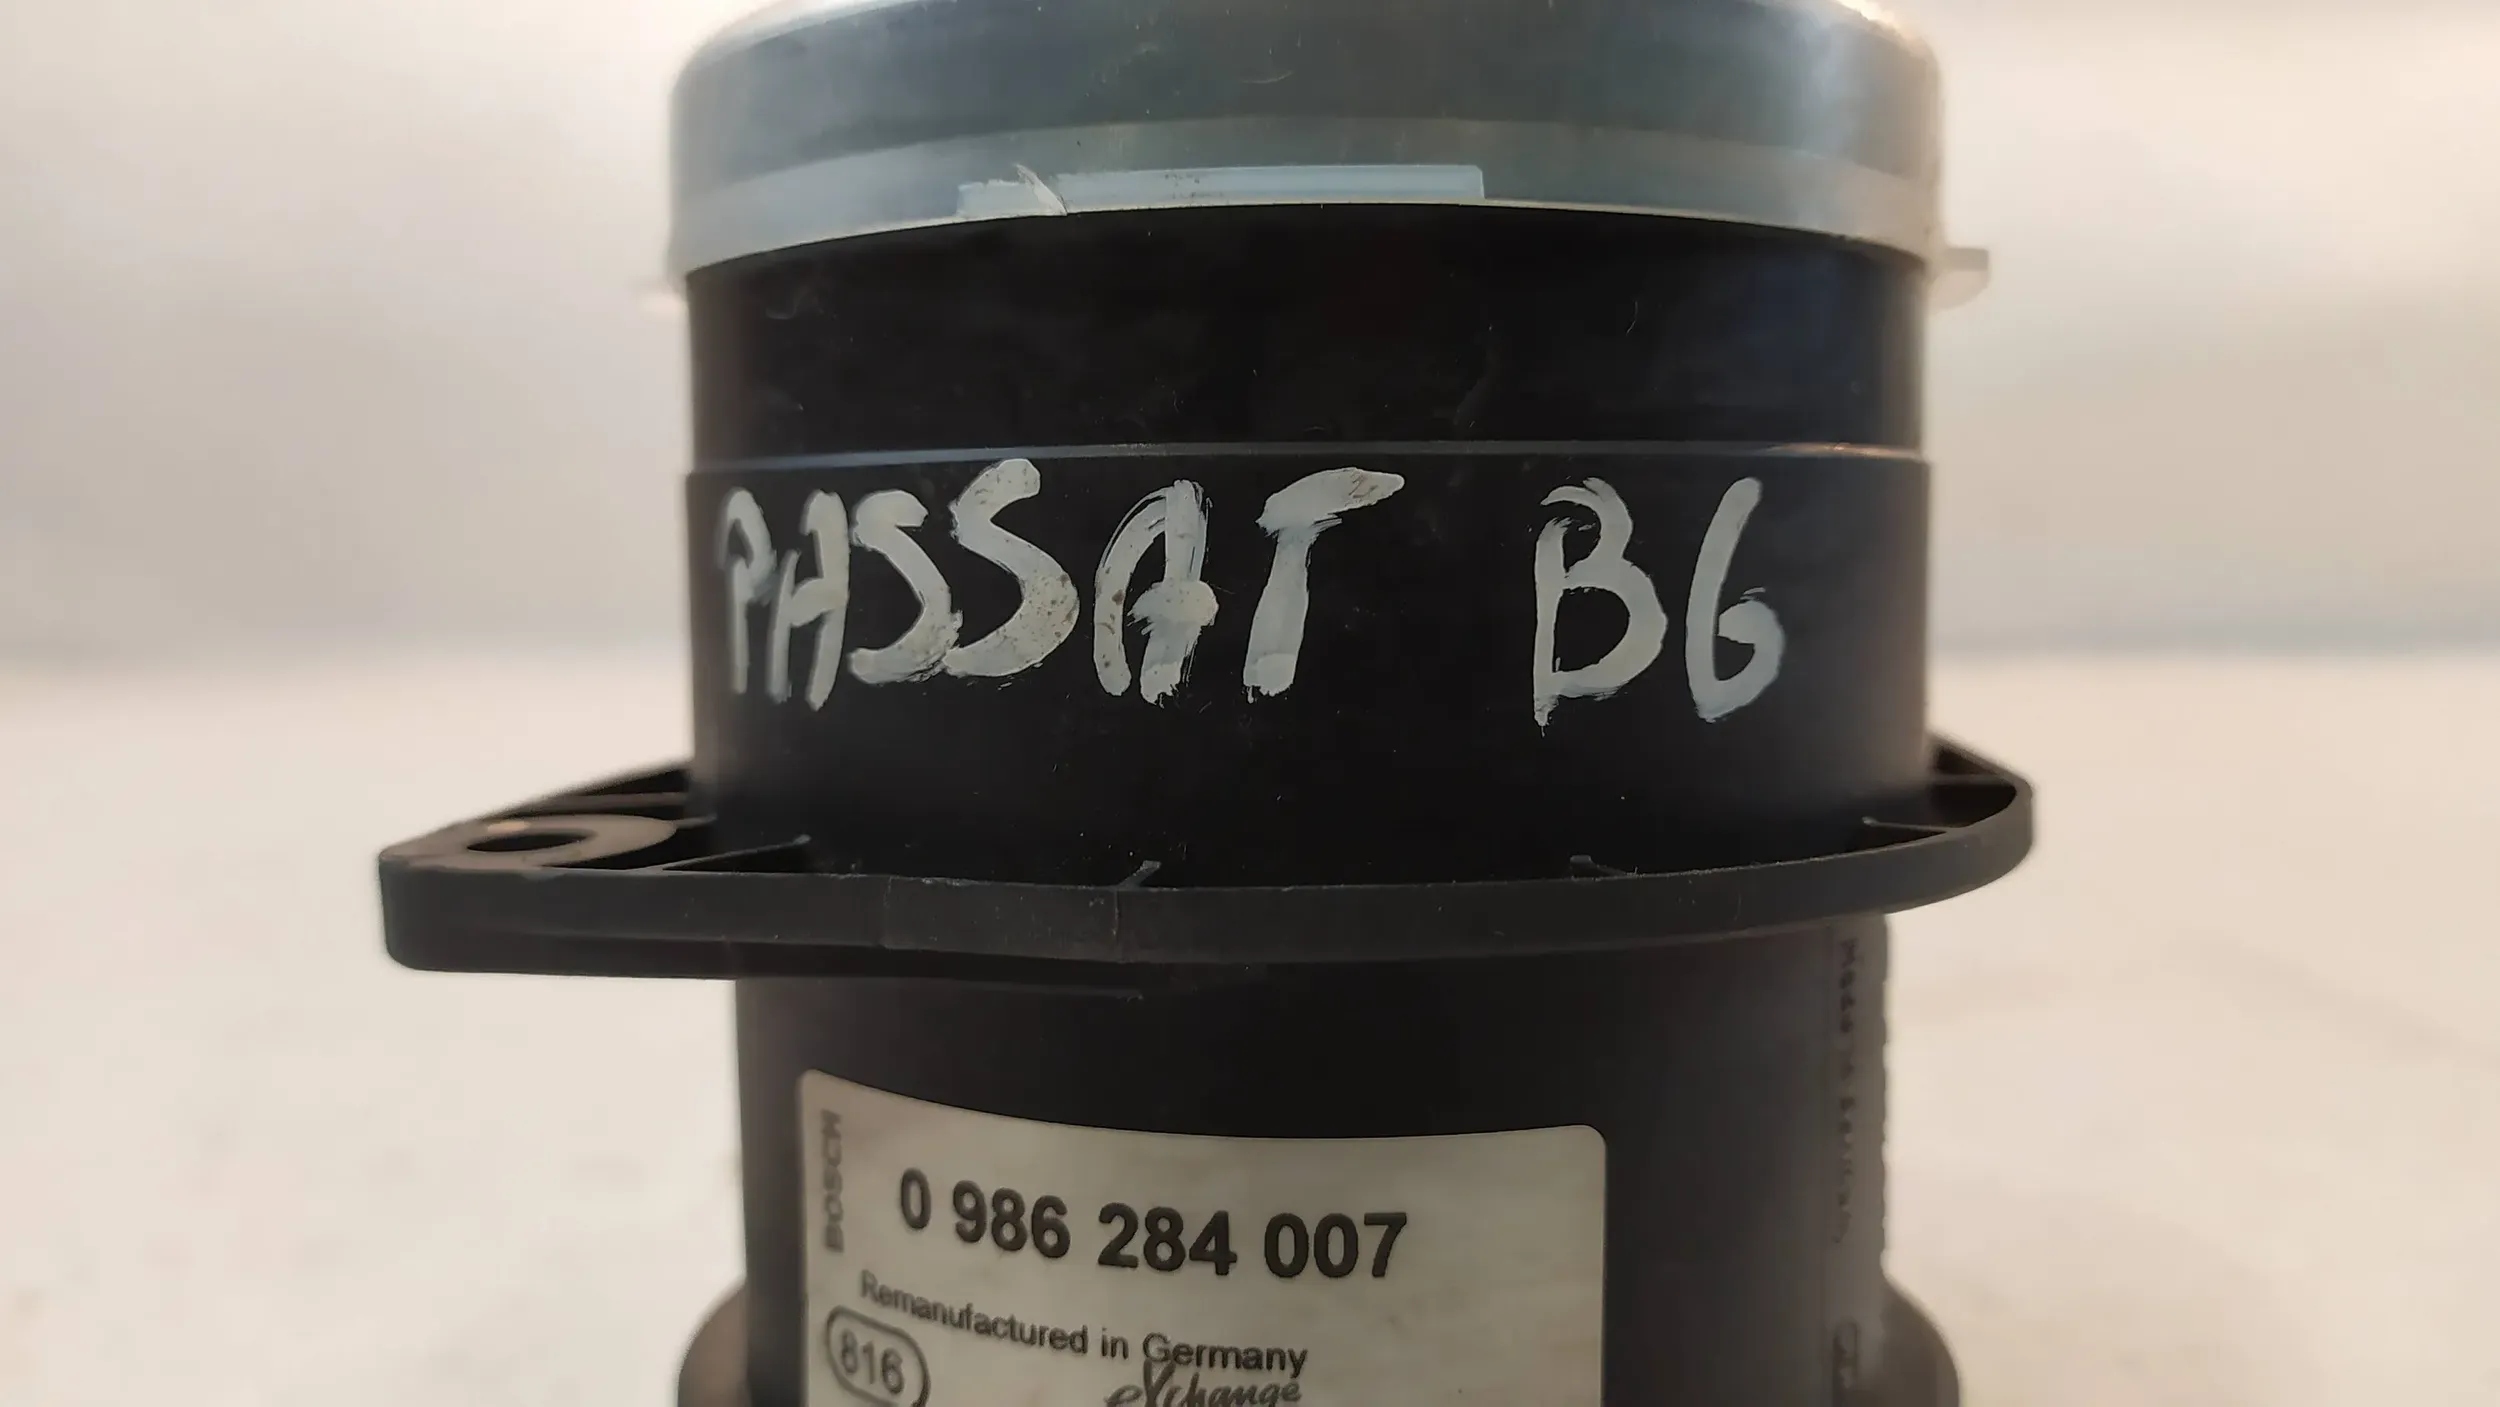 PASSAT B6
BOSCH
0 986 284 007
Remanufactured in Germany
816
eXchange